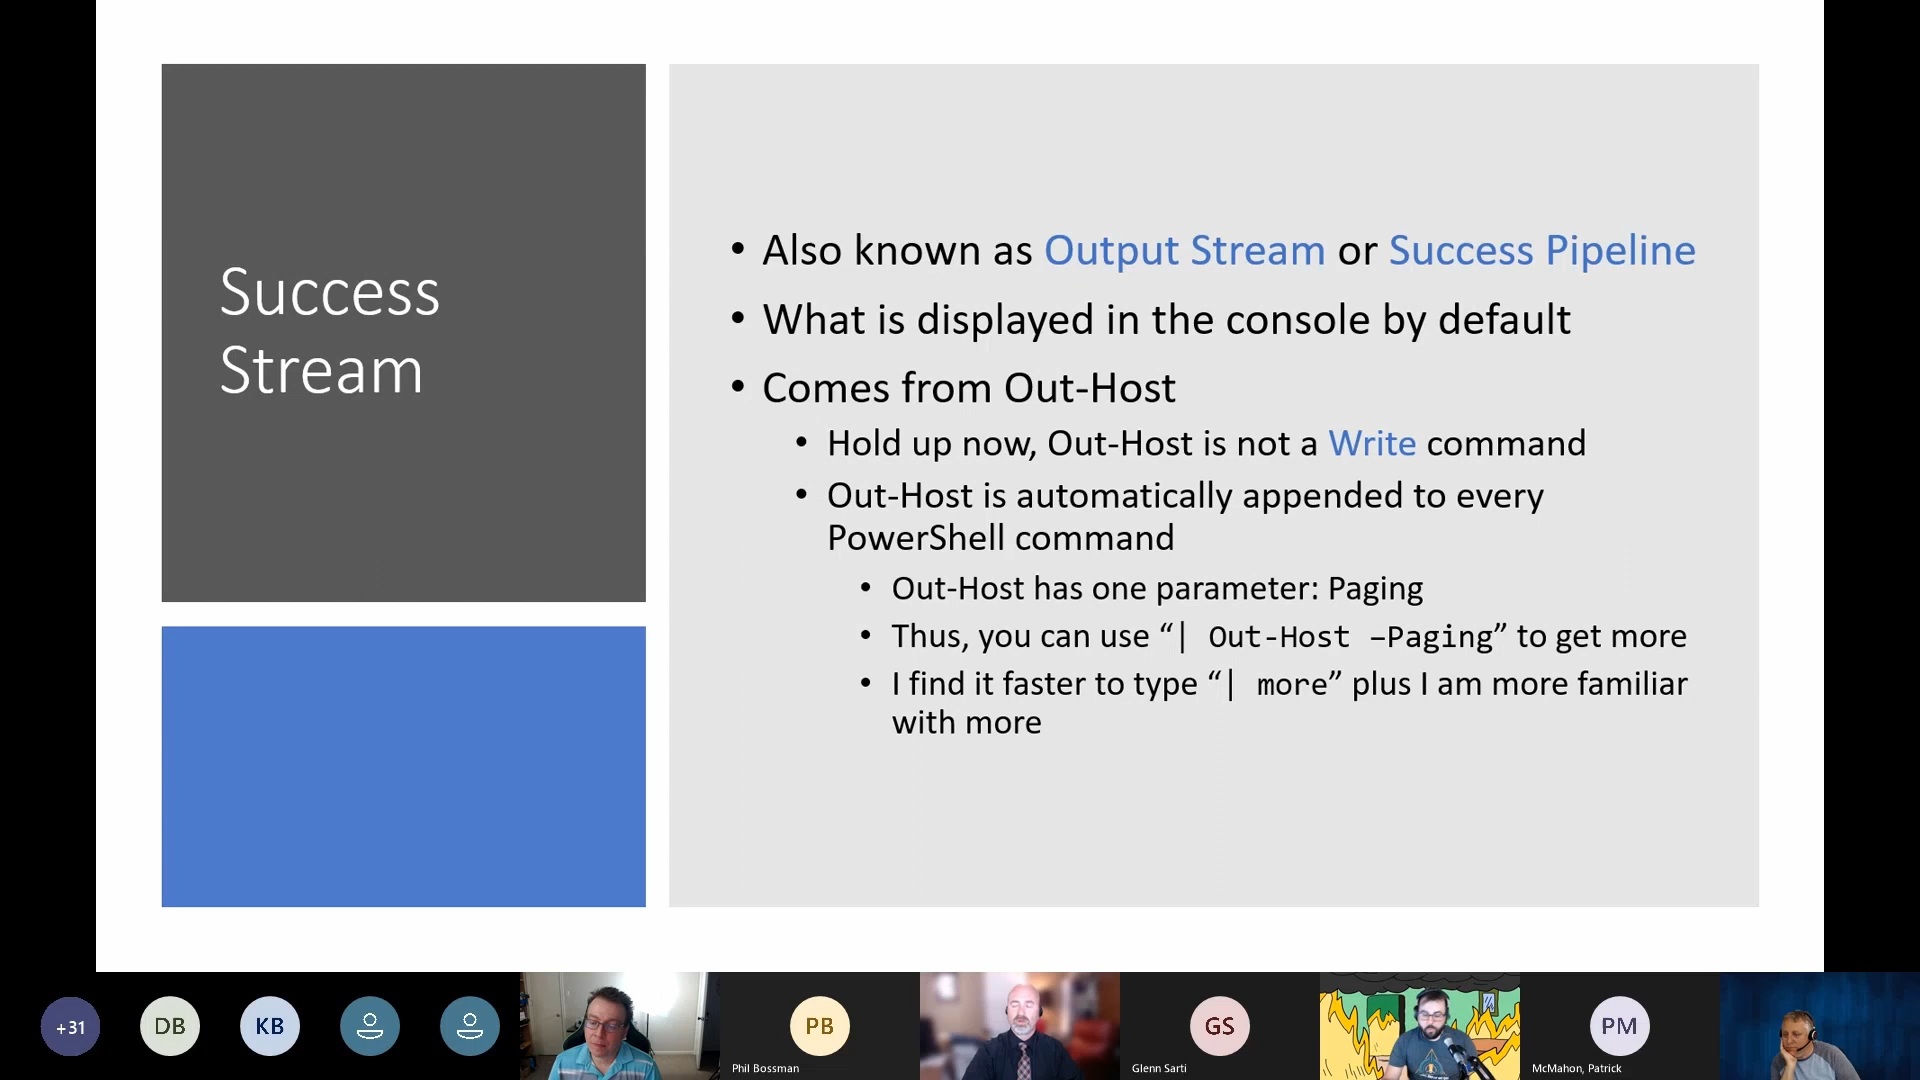 Success
Stream
• Also known as Output Stream or Success Pipeline
• What is displayed in the console by default
• Comes from Out-Host
• Hold up now, Out-Host is not a Write command
• Out-Host is automatically appended to every
PowerShell command
• Out-Host has one parameter: Paging
• Thus, you can use “| Out-Host –Paging” to get more
• I find it faster to type “| more” plus I am more familiar
with more
+31
DB
KB
PB
Phil Bossman
GS
Glenn Sarti
PM
McMahon, Patrick